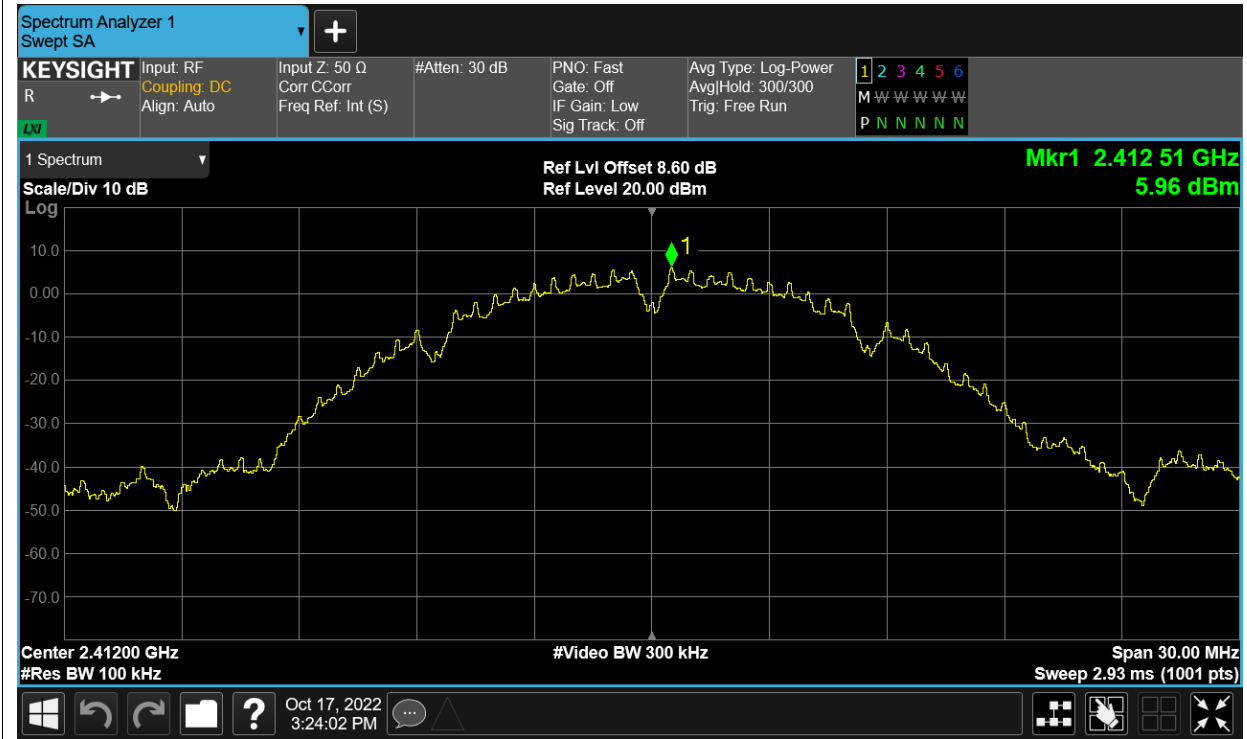 Spectrum Analyzer 1
Swept SA
KEYSIGHT
R
LXI
Input: RF
Coupling: DC
Align: Auto
Input Z: 50 Ω
Corr CCorr
Freq Ref: Int (S)
#Atten: 30 dB
PNO: Fast
Gate: Off
IF Gain: Low
Sig Track: Off
Avg Type: Log-Power
Avg|Hold: 300/300
Trig: Free Run
1 2 3 4 5 6
M W W W W W
P N N N N N
1 Spectrum
Scale/Div 10 dB
Log
Ref Lvl Offset 8.60 dB
Ref Level 20.00 dBm
Mkr1 2.412 51 GHz
5.96 dBm
1
10.0
0.00
-10.0
-20.0
-30.0
-40.0
-50.0
-60.0
-70.0
Center 2.41200 GHz
#Res BW 100 kHz
#Video BW 300 kHz
Span 30.00 MHz
Sweep 2.93 ms (1001 pts)
?
Oct 17, 2022
3:24:02 PM